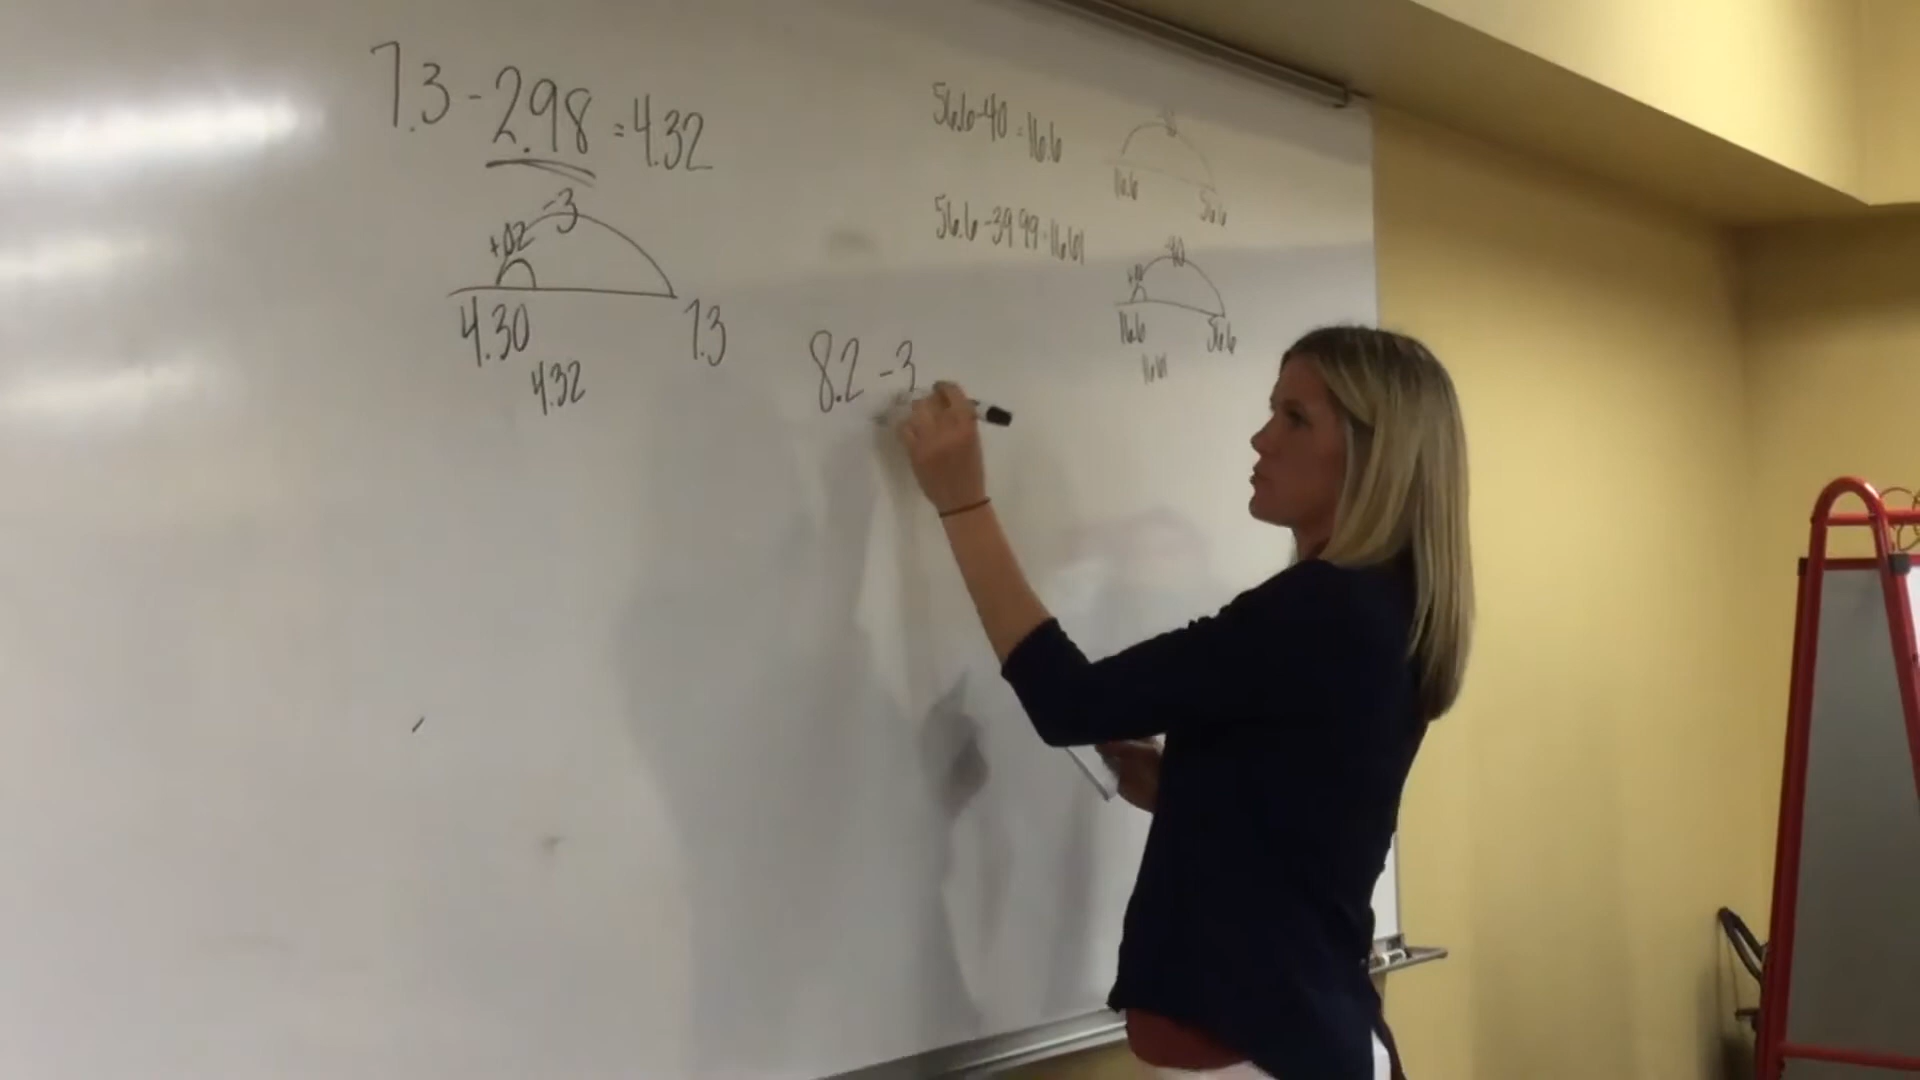 7.3 - 2.98 = 4.32
+.02 -3
4.30 7.3
4.32
56.6-40 = 16.6
16.6 56.6
56.6-39.99=16.61
-40
16.6 56.6
16.61
8.2 - 3